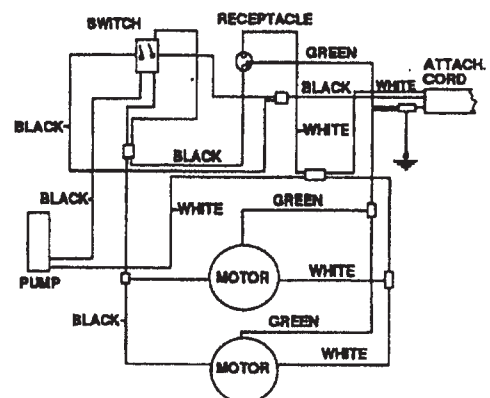 SWITCH
RECEPTACLE
GREEN
ATTACH.
CORD
BLACK
WHITE
BLACK
WHITE
BLACK
BLACK
WHITE
GREEN
PUMP
MOTOR
WHITE
BLACK
GREEN
WHITE
MOTOR